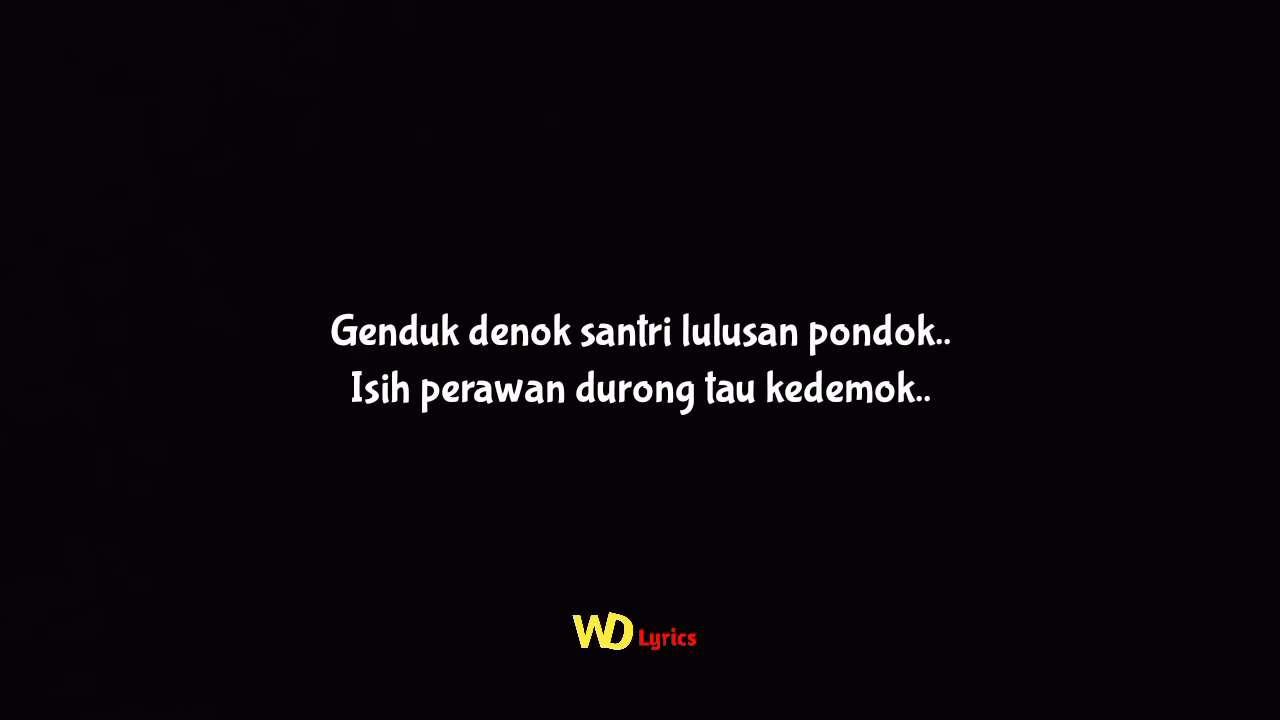 Genduk denok santri lulusan pondok..
Isih perawan durong tau kedemok..
WD Lyrics